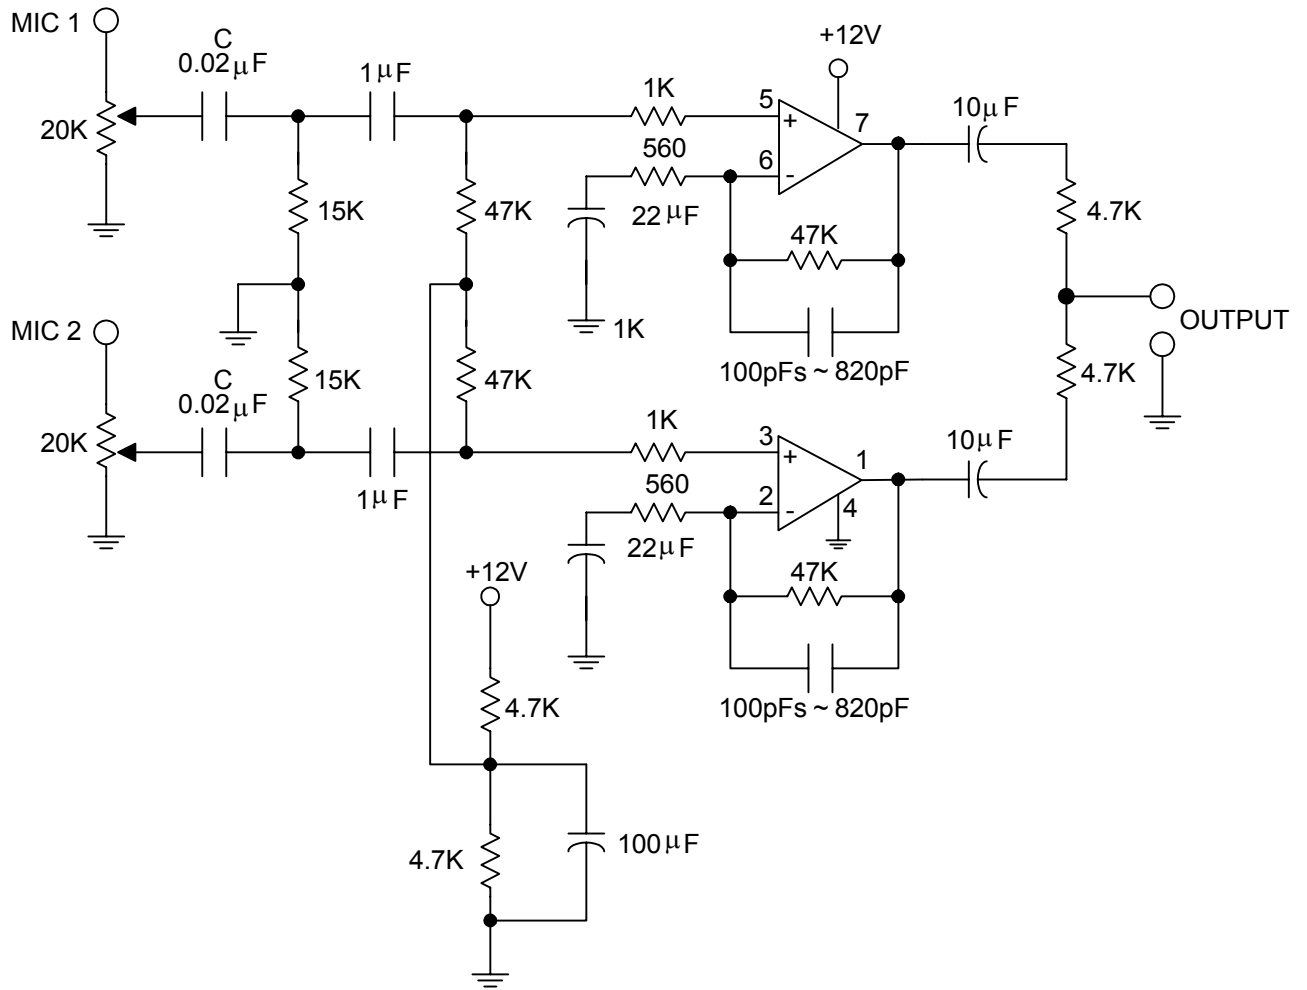 MIC 1
C
0.02μF
1μF
+12V
20K
1K
5
+
7
10μF
560
6
-
15K
47K
22μF
47K
4.7K
1K
100pFs ~ 820pF
OUTPUT
MIC 2
C
0.02μF
15K
47K
4.7K
20K
1K
3
+
1
10μF
1μF
560
2
-
4
22μF
47K
+12V
100pFs ~ 820pF
4.7K
4.7K
100μF